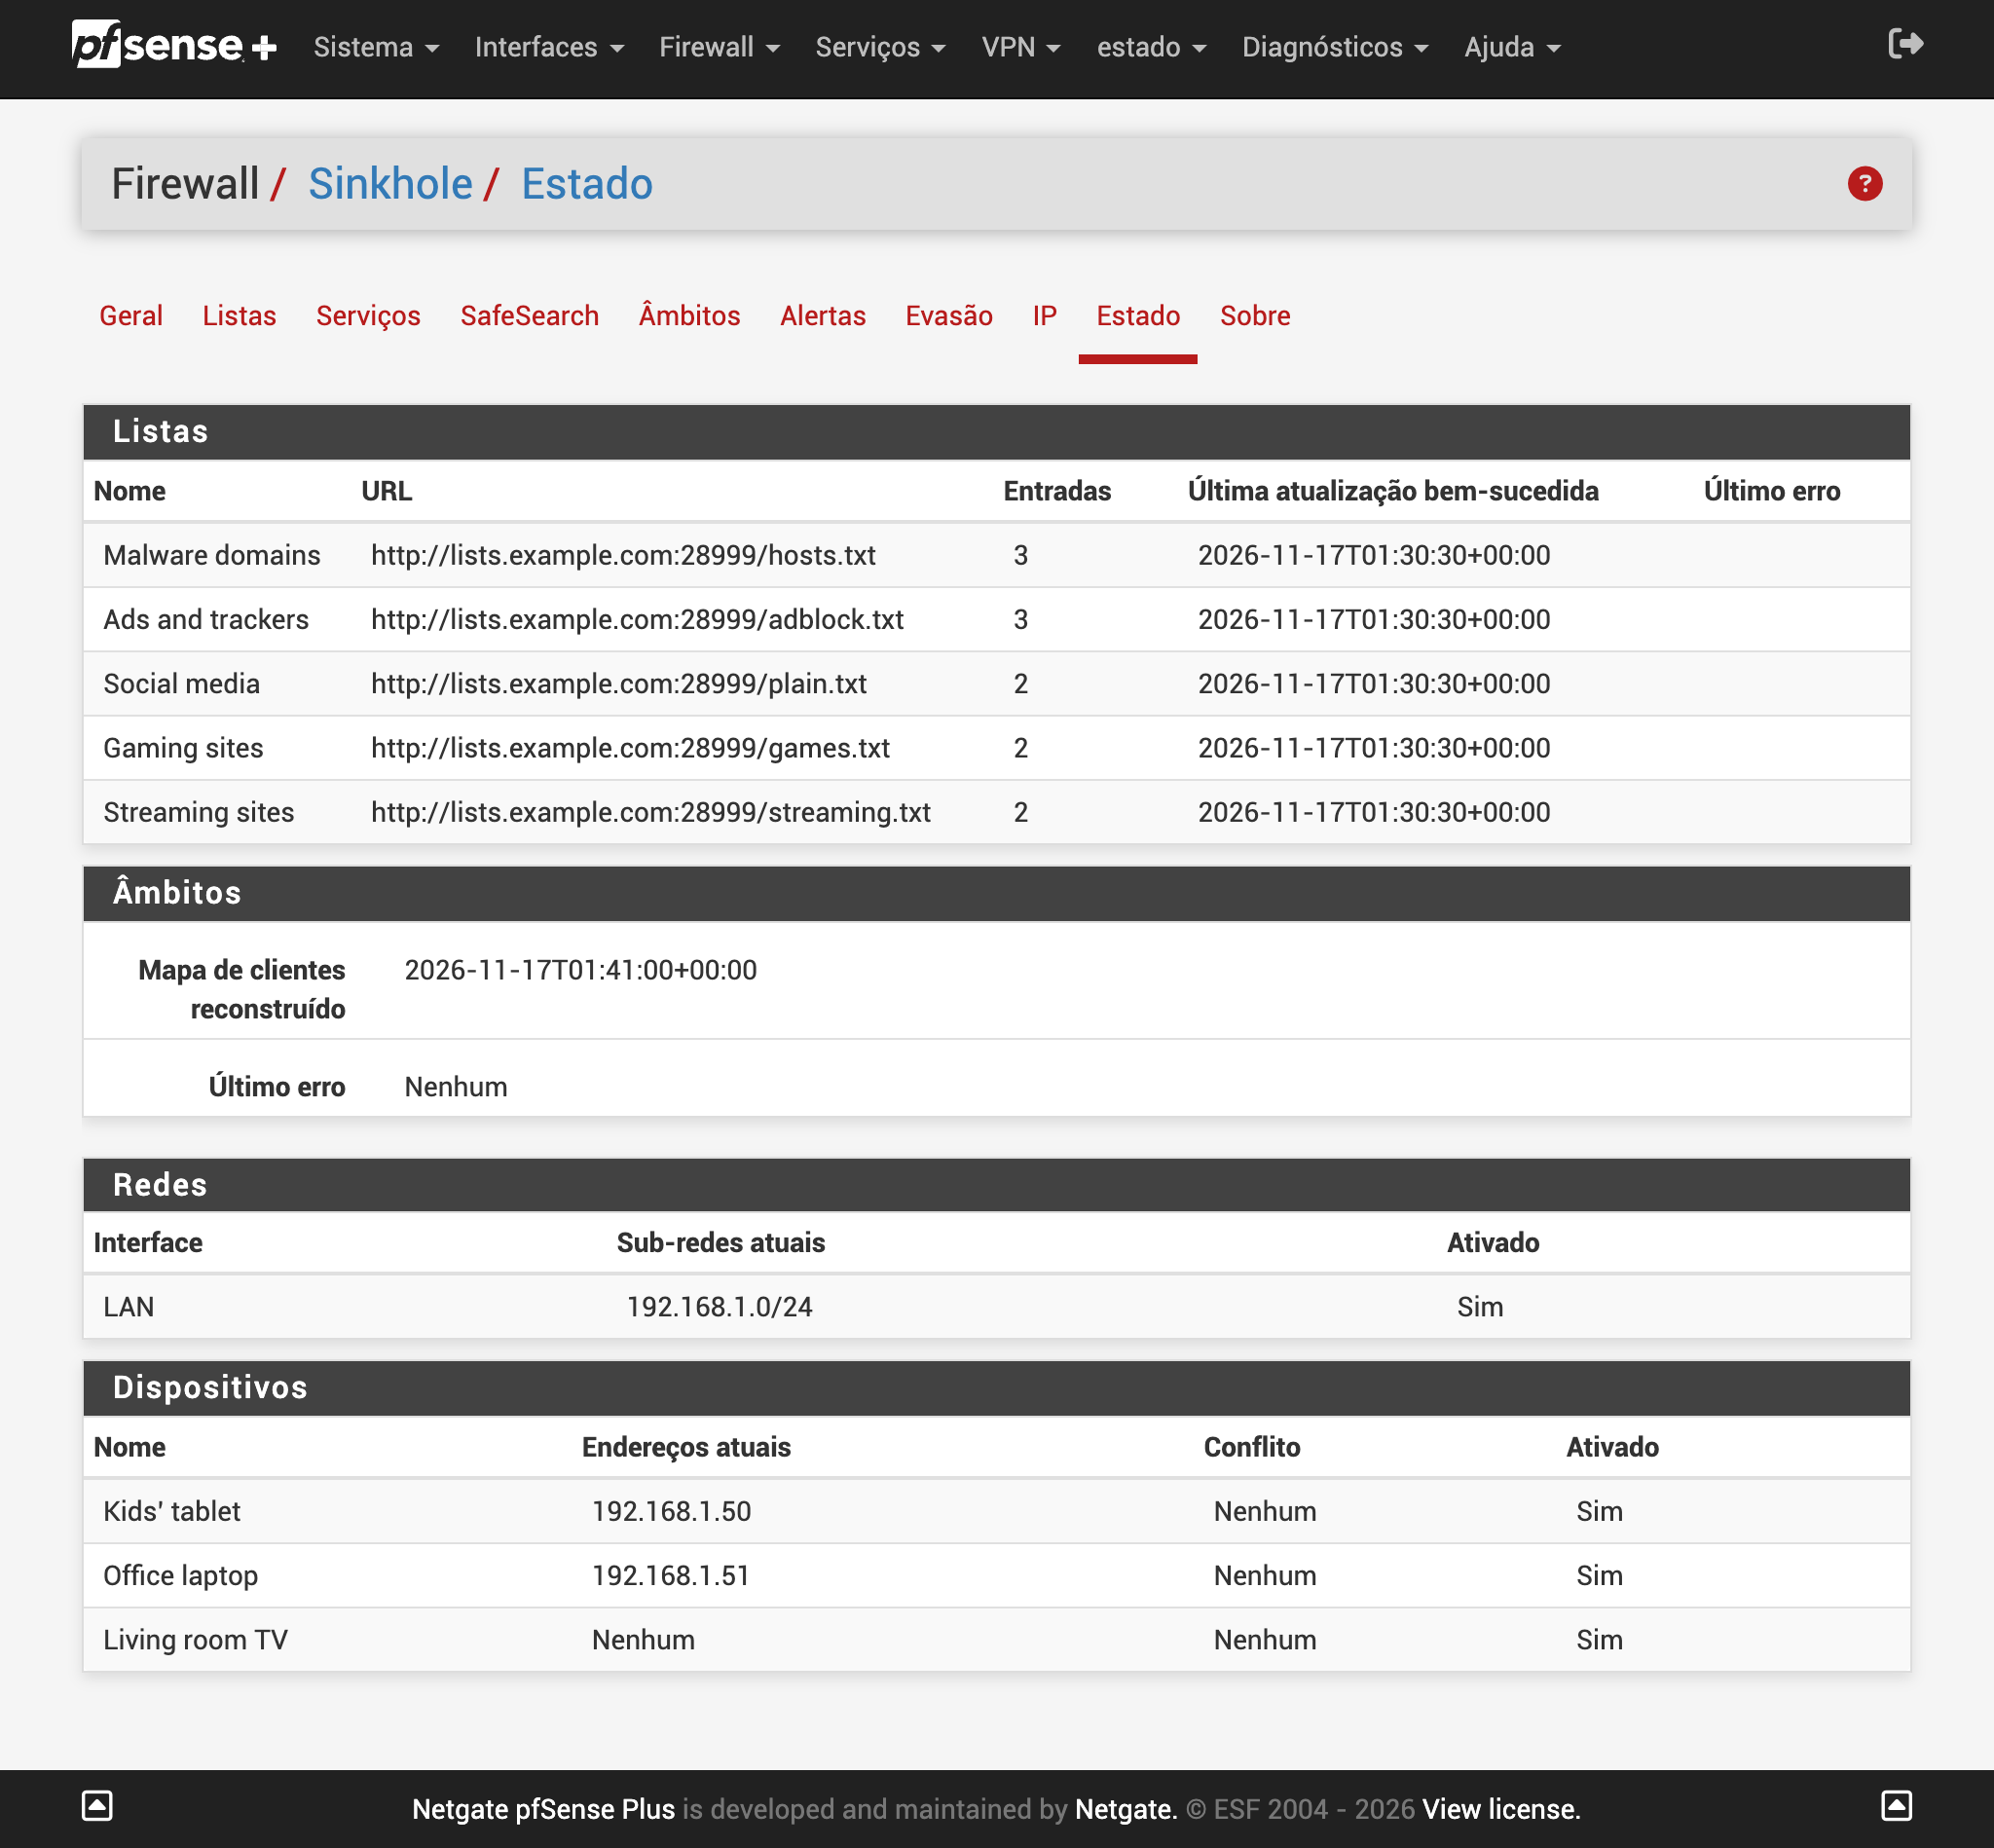 pfsense+ Sistema Interfaces Firewall Serviços VPN estado Diagnósticos Ajuda
Firewall / Sinkhole / Estado ?
Geral Listas Serviços SafeSearch Âmbitos Alertas Evasão IP Estado Sobre
Listas
Nome URL Entradas Última atualização bem-sucedida Último erro
Malware domains http://lists.example.com:28999/hosts.txt 3 2026-11-17T01:30:30+00:00
Ads and trackers http://lists.example.com:28999/adblock.txt 3 2026-11-17T01:30:30+00:00
Social media http://lists.example.com:28999/plain.txt 2 2026-11-17T01:30:30+00:00
Gaming sites http://lists.example.com:28999/games.txt 2 2026-11-17T01:30:30+00:00
Streaming sites http://lists.example.com:28999/streaming.txt 2 2026-11-17T01:30:30+00:00
Âmbitos
Mapa de clientes 2026-11-17T01:41:00+00:00
reconstruído
Último erro Nenhum
Redes
Interface Sub-redes atuais Ativado
LAN 192.168.1.0/24 Sim
Dispositivos
Nome Endereços atuais Conflito Ativado
Kids' tablet 192.168.1.50 Nenhum Sim
Office laptop 192.168.1.51 Nenhum Sim
Living room TV Nenhum Nenhum Sim
Netgate pfSense Plus is developed and maintained by Netgate. © ESF 2004 - 2026 View license.